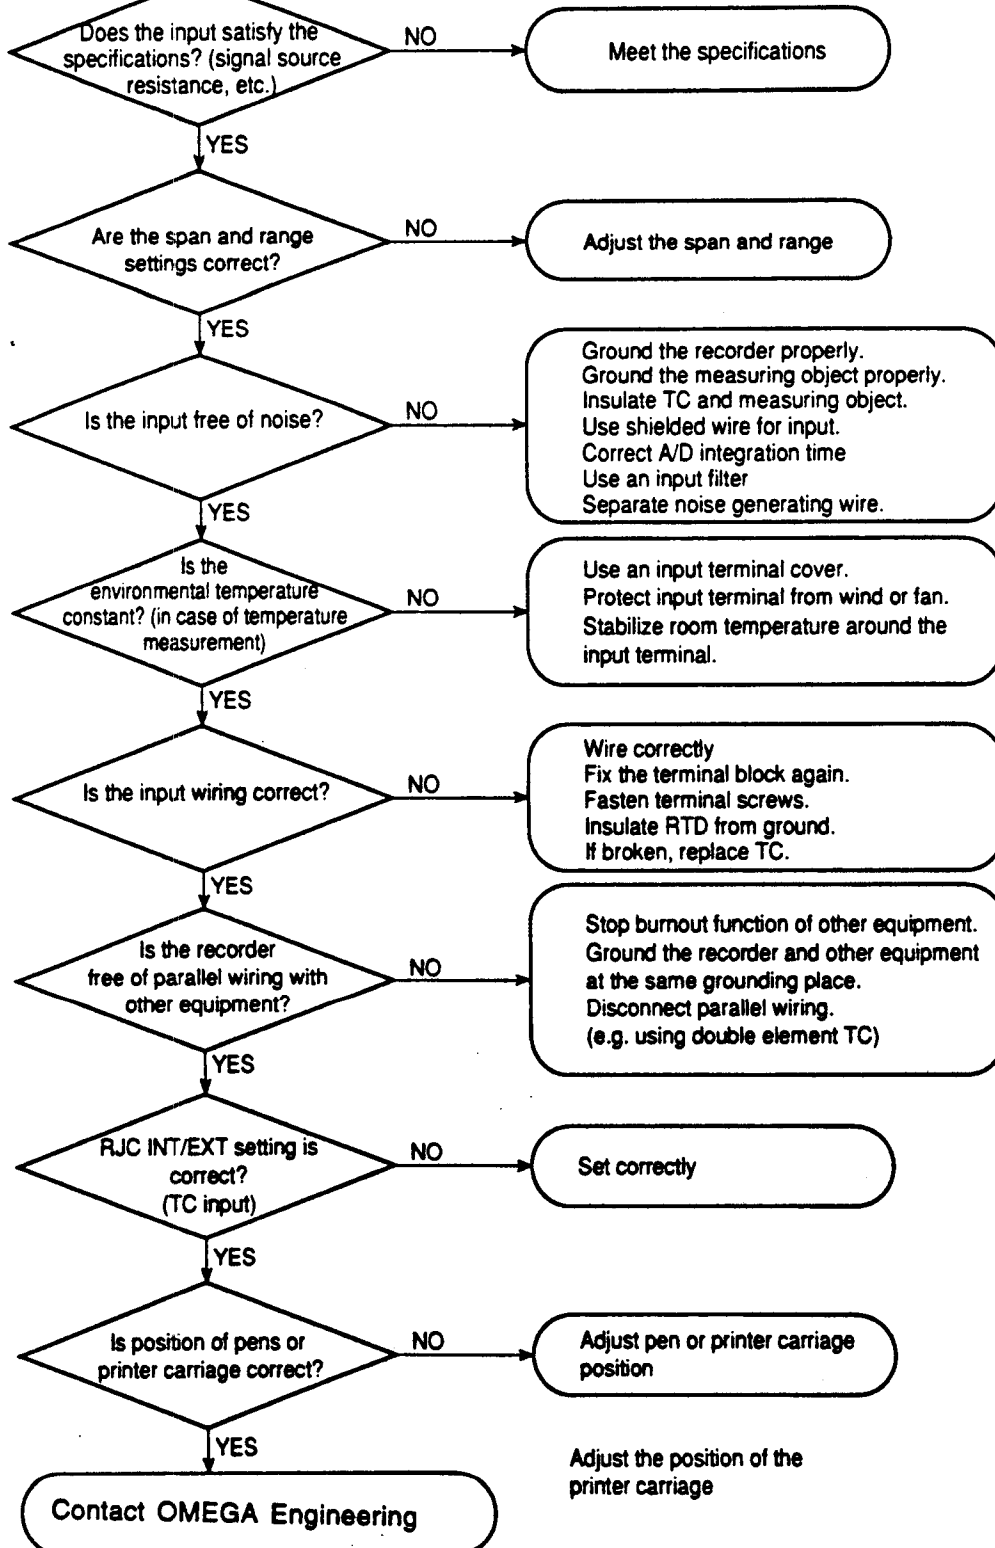 Does the input satisfy the
specifications? (signal source
resistance, etc.)
NO
Meet the specifications
YES
Are the span and range
settings correct?
NO
Adjust the span and range
YES
Is the input free of noise?
NO
Ground the recorder properly.
Ground the measuring object properly.
Insulate TC and measuring object.
Use shielded wire for input.
Correct A/D integration time
Use an input filter
Separate noise generating wire.
YES
Is the
environmental temperature
constant? (in case of temperature
measurement)
NO
Use an input terminal cover.
Protect input terminal from wind or fan.
Stabilize room temperature around the
input terminal.
YES
Is the input wiring correct?
NO
Wire correctly
Fix the terminal block again.
Fasten terminal screws.
Insulate RTD from ground.
If broken, replace TC.
YES
Is the recorder
free of parallel wiring with
other equipment?
NO
Stop burnout function of other equipment.
Ground the recorder and other equipment
at the same grounding place.
Disconnect parallel wiring.
(e.g. using double element TC)
YES
RJC INT/EXT setting is
correct?
(TC input)
NO
Set correctly
YES
Is position of pens or
printer carriage correct?
NO
Adjust pen or printer carriage
position
YES
Adjust the position of the
printer carriage
Contact OMEGA Engineering